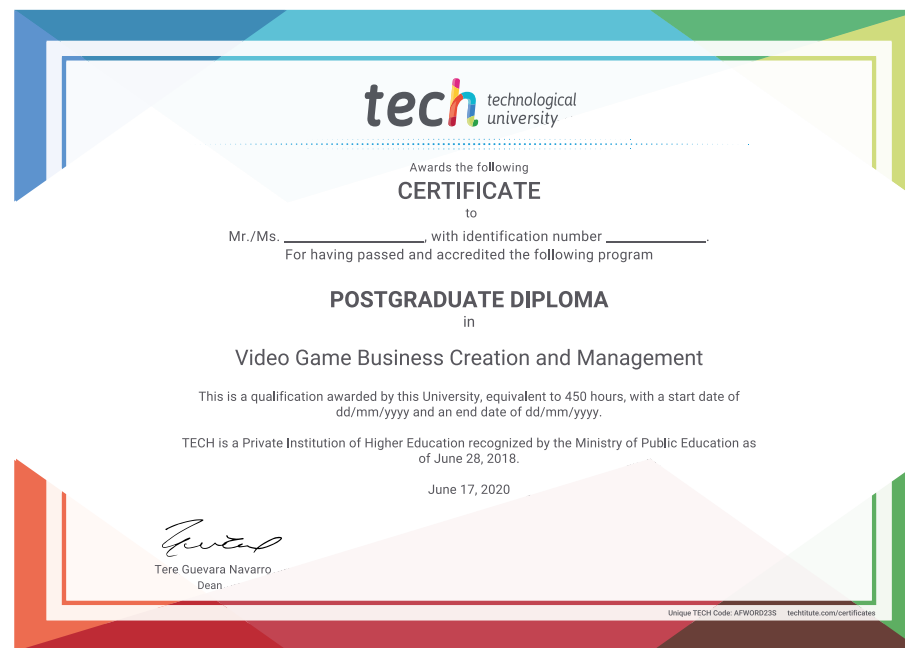 tech technological
university
Awards the following
CERTIFICATE
to
Mr./Ms. ____________________, with identification number ______________.
For having passed and accredited the following program
POSTGRADUATE DIPLOMA
in
Video Game Business Creation and Management
This is a qualification awarded by this University, equivalent to 450 hours, with a start date of
dd/mm/yyyy and an end date of dd/mm/yyyy.
TECH is a Private Institution of Higher Education recognized by the Ministry of Public Education as
of June 28, 2018.
June 17, 2020
Tere Guevara Navarro
Dean
Unique TECH Code: AFWORD23S techtitute.com/certificates